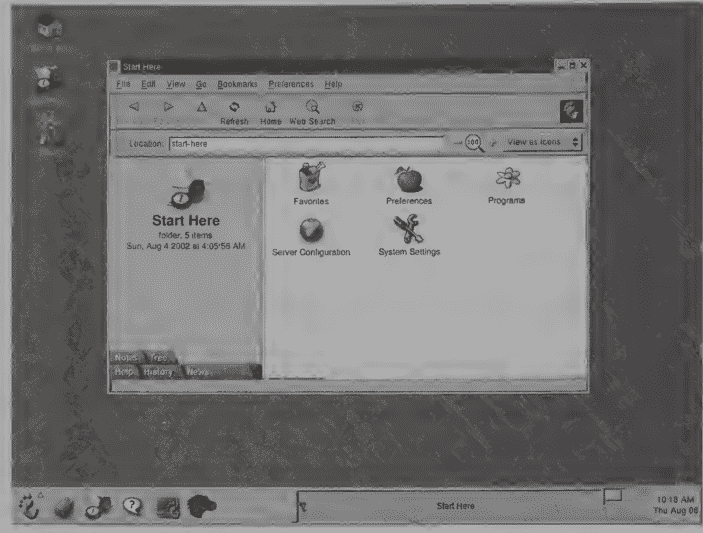 Start Here
File Edit View Go Bookmarks Preferences Help
Refresh Home Web Search
Location: start-here
100 View as Icons
Favorites Preferences Programs
Start Here
folder, 5 items
Sun, Aug 4 2002 at 4:05:56 AM
Server Configuration System Settings
Notes Tree
Help History News
Start Here
10:18 AM
Thu Aug 08